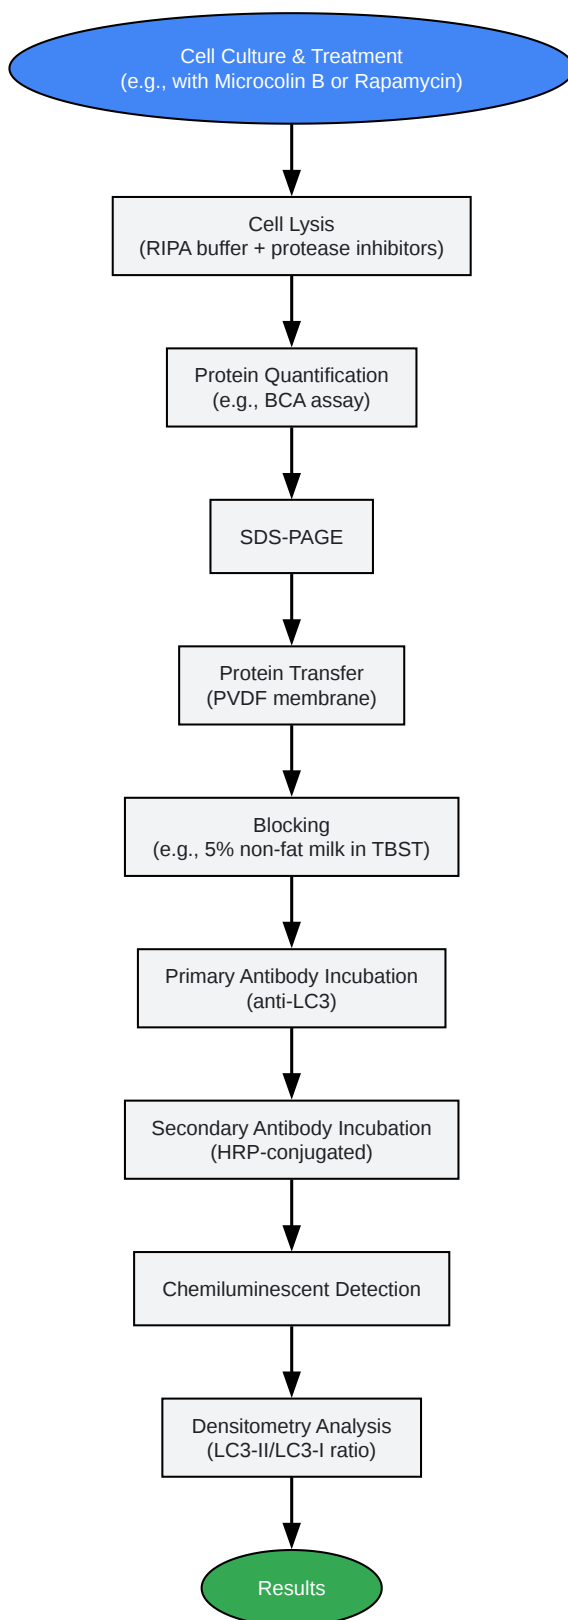 Cell Culture & Treatment
(e.g., with Microcolin B or Rapamycin)
Cell Lysis
(RIPA buffer + protease inhibitors)
Protein Quantification
(e.g., BCA assay)
SDS-PAGE
Protein Transfer
(PVDF membrane)
Blocking
(e.g., 5% non-fat milk in TBST)
Primary Antibody Incubation
(anti-LC3)
Secondary Antibody Incubation
(HRP-conjugated)
Chemiluminescent Detection
Densitometry Analysis
(LC3-II/LC3-I ratio)
Results